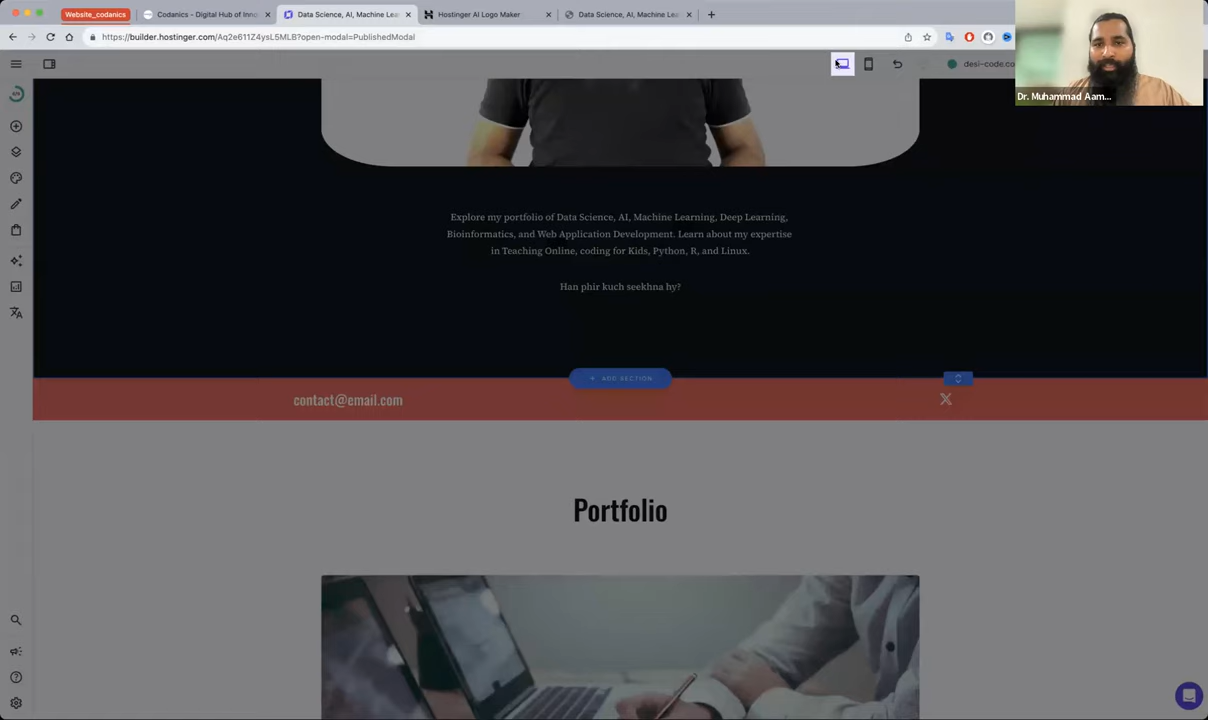 Website_codanics
Codanics - Digital Hub of Inno
Data Science, AI, Machine Lea
Hostinger AI Logo Maker
Data Science, AI, Machine Lea
https://builder.hostinger.com/Aq2e611Z4ysL5MLB?open-modal=PublishedModal
desi-code.co
Dr. Muhammad Aam...
Explore my portfolio of Data Science, AI, Machine Learning, Deep Learning,
Bioinformatics, and Web Application Development. Learn about my expertise
in Teaching Online, coding for Kids, Python, R, and Linux.
Han phir kuch seekhna hy?
+ ADD SECTION
contact@email.com
Portfolio